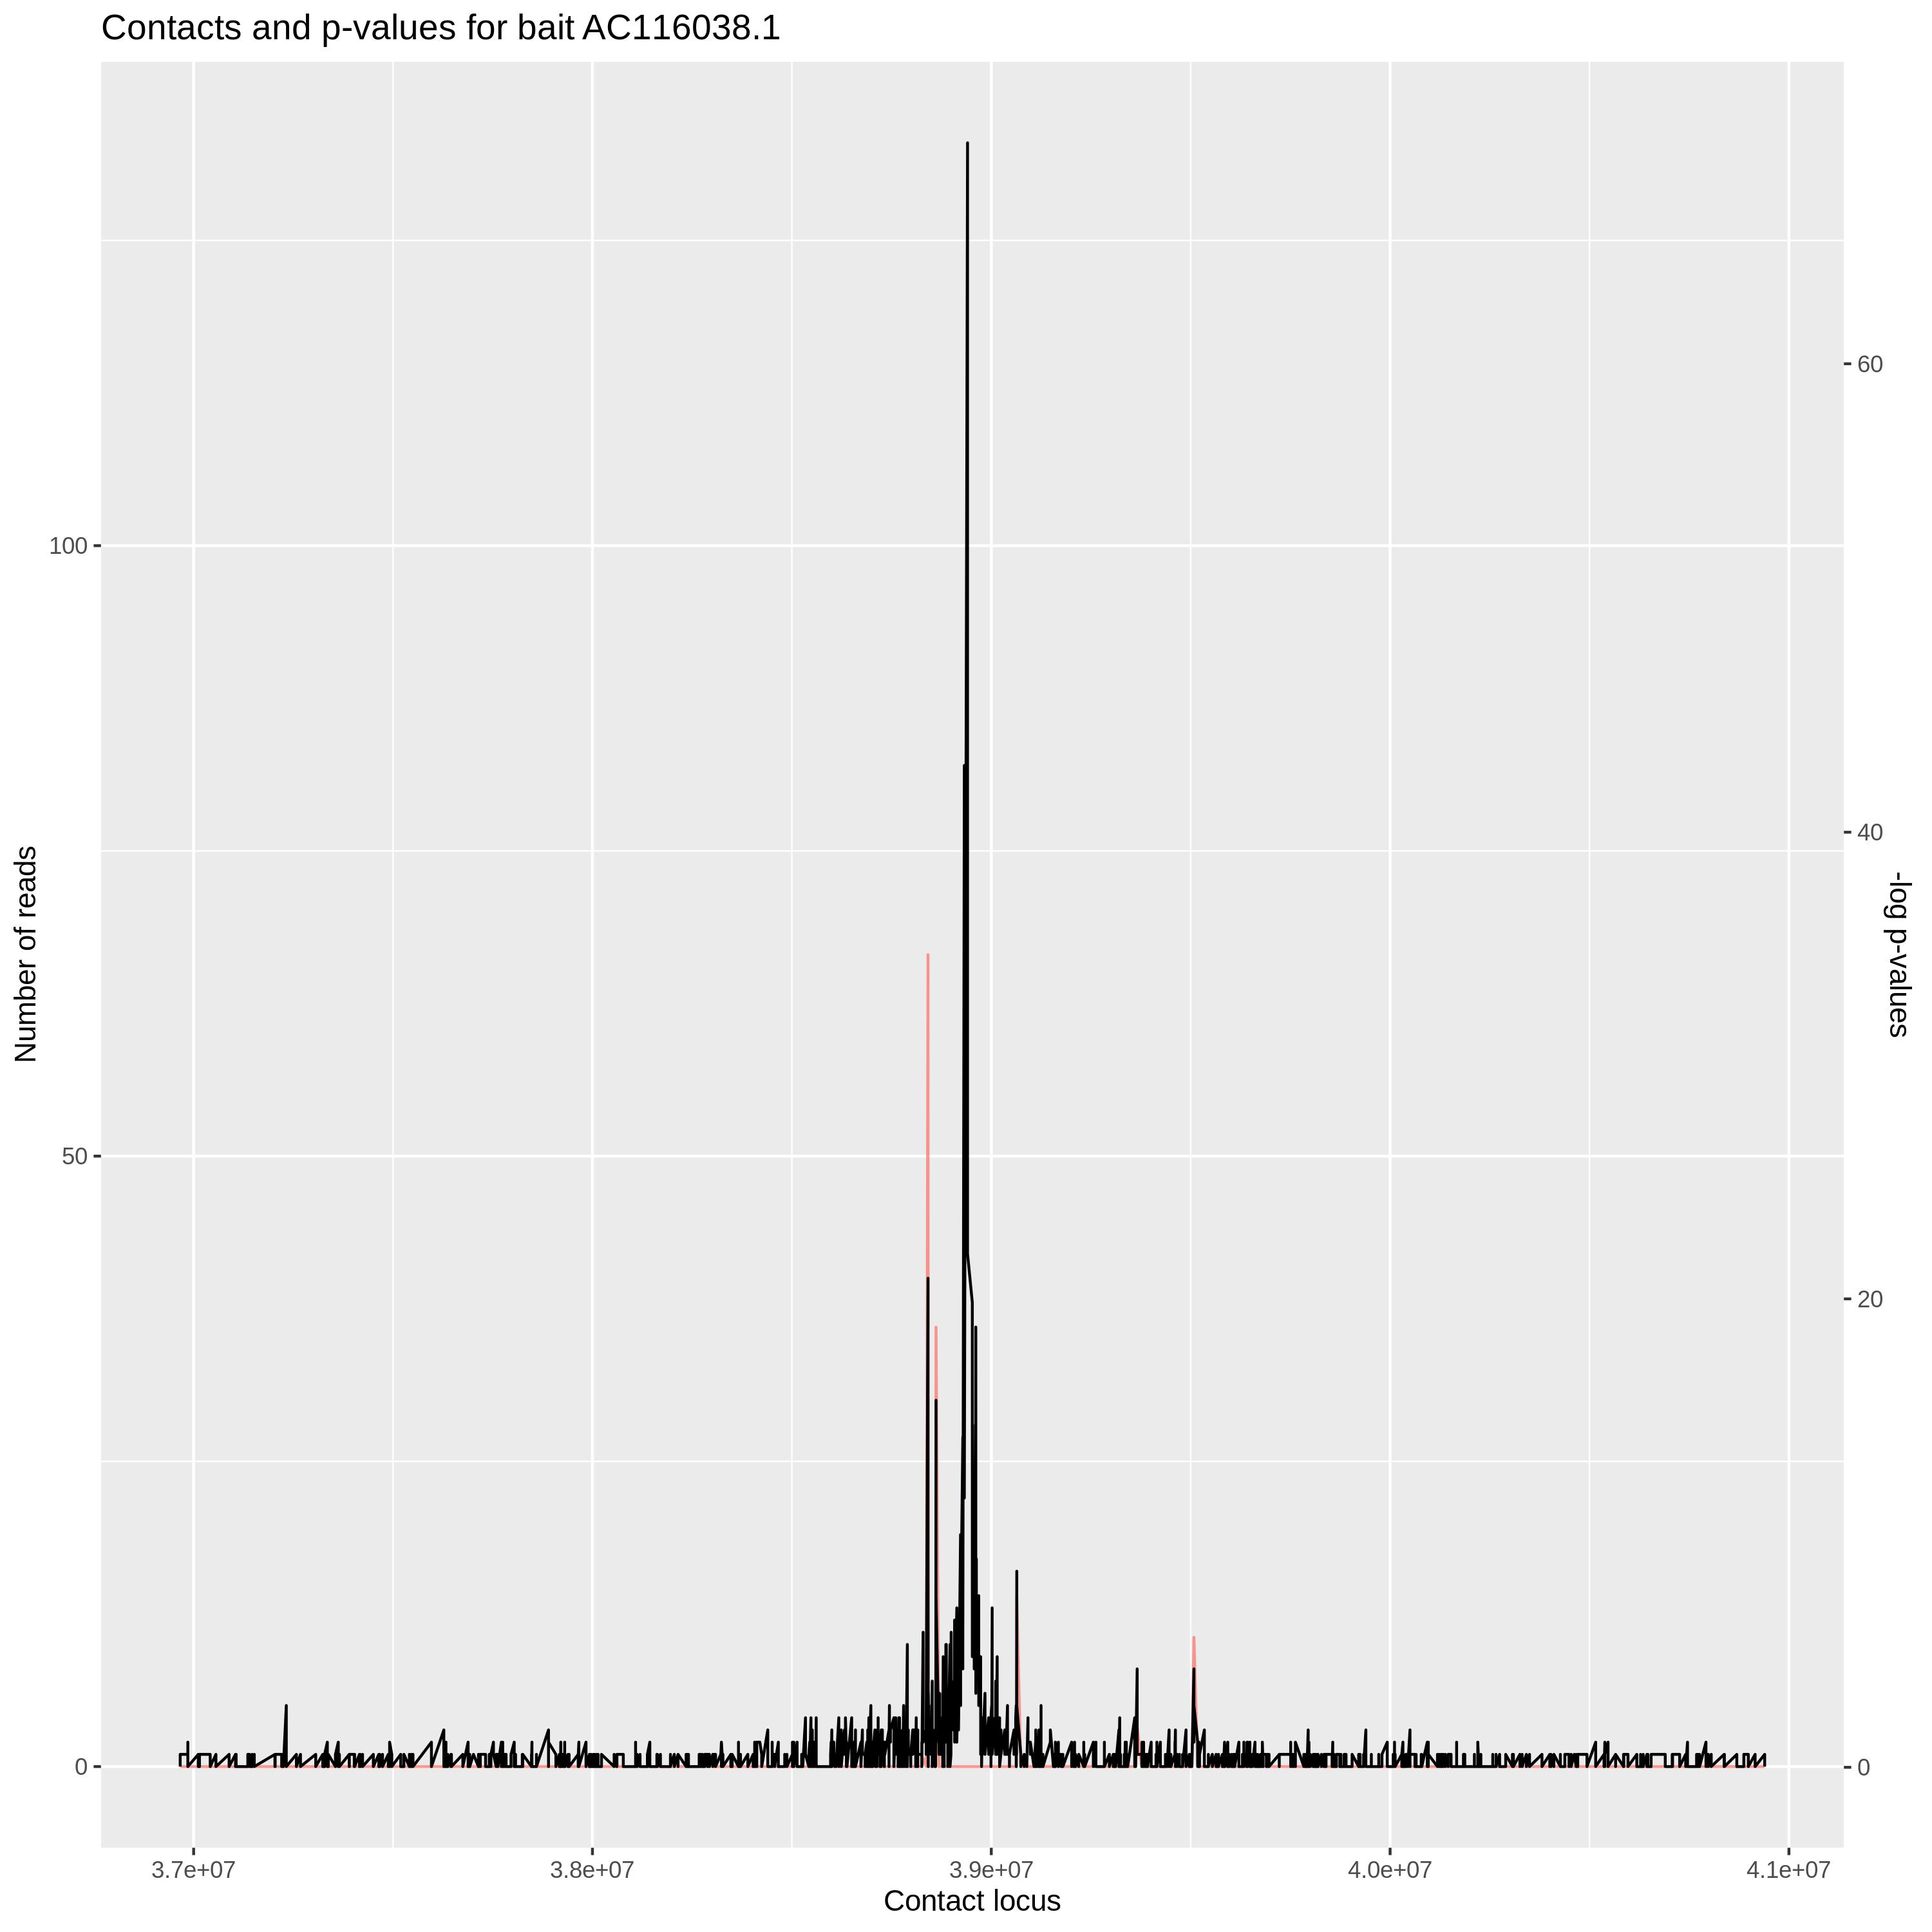 Contacts and p-values for bait AC116038.1
Number of reads
100
50
0
60
40
20
0
-log p-values
3.7e+07 3.8e+07 3.9e+07 4.0e+07 4.1e+07
Contact locus